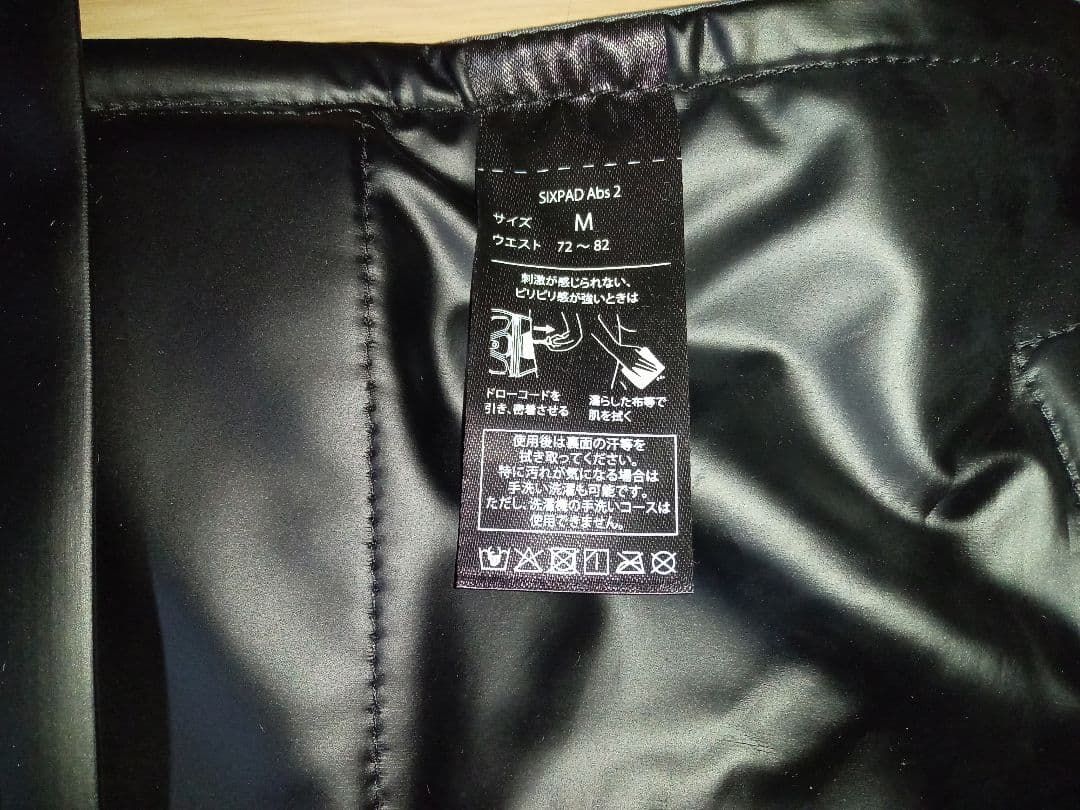 SIXPAD Abs 2
サイズ M
ウエスト 72～82
刺激が感じられない、
ピリピリ感が強いときは
ドローコードを
引き、密着させる
濡らした布等で
肌を拭く
使用後は裏面の汗等を
拭き取ってください。
特に汚れが気になる場合は
手洗い洗濯も可能です。
ただし、洗濯機の手洗いコースは
使用できません。